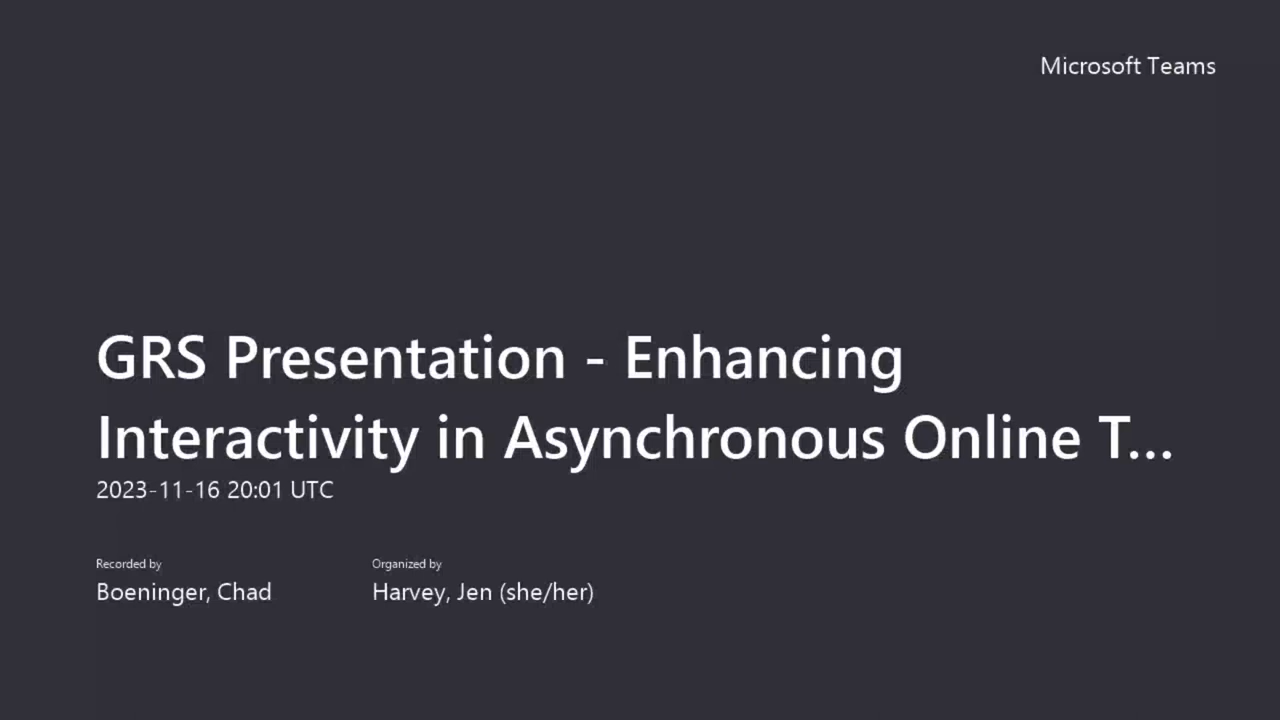 Microsoft Teams
GRS Presentation - Enhancing
Interactivity in Asynchronous Online T...
2023-11-16 20:01 UTC
Recorded by
Organized by
Boeninger, Chad
Harvey, Jen (she/her)